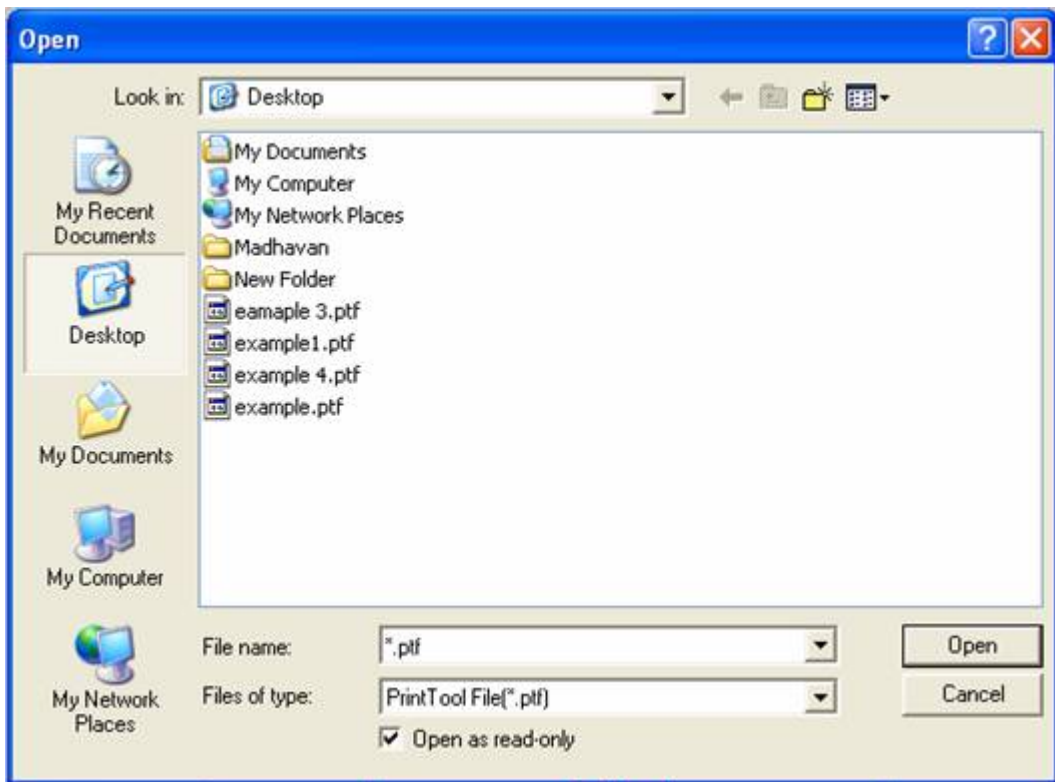 Open
Look in: Desktop
My Recent
Documents
Desktop
My Documents
My Computer
My Network
Places
My Documents
My Computer
My Network Places
Madhavan
New Folder
eamaple 3.ptf
example1.ptf
example 4.ptf
example.ptf
File name: *.ptf Open
Files of type: PrintTool File(*.ptf) Cancel
Open as read-only